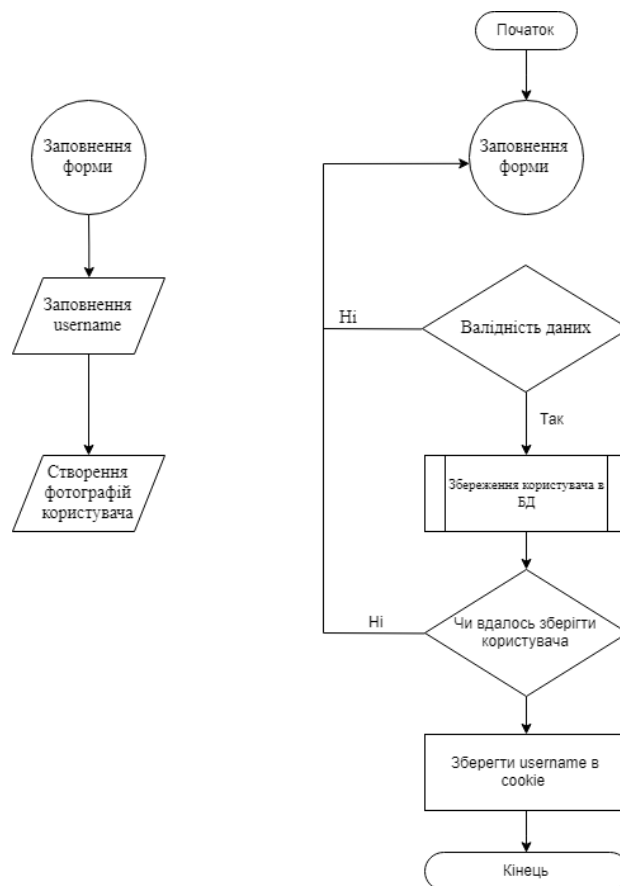 Початок
Заповнення
форми
Заповнення
форми
Заповнення
username
Ні
Валідність даних
Так
Створення
фотографій
користувача
Збереження користувача в
БД
Ні
Чи вдалось зберігти
користувача
Зберегти username в
cookie
Кінець